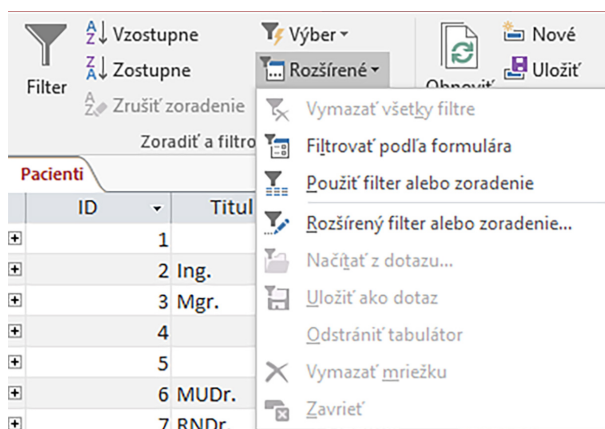 Vzostupne
Výber
Nové
Filter
Zostupne
Rozšírené
Obnoviť
Uložiť
Zrušiť zoradenie
Zoradiť a filtro
Vymazať všetky filtre
Filtrovať podľa formulára
Použiť filter alebo zoradenie
Rozšírený filter alebo zoradenie...
Načítať z dotazu...
Uložiť ako dotaz
Odstrániť tabulátor
Vymazať mriežku
Zavrieť
Pacienti
ID Titul
1
2 Ing.
3 Mgr.
4
5
6 MUDr.
7 RNDr